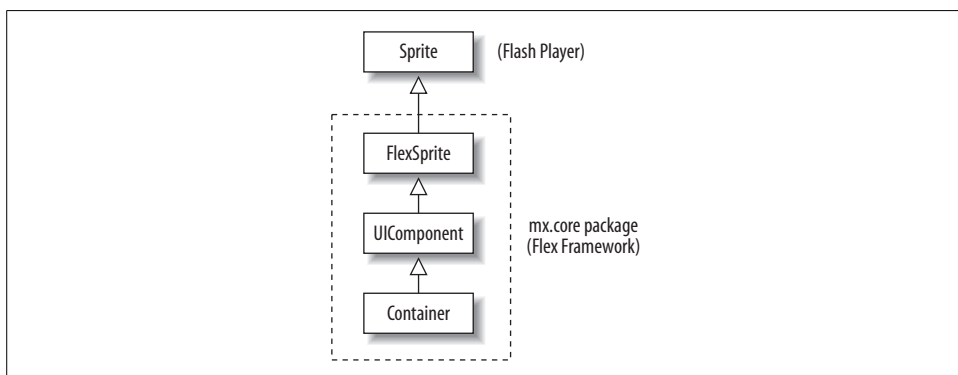 Sprite
(Flash Player)
FlexSprite
UIComponent
mx.core package
(Flex Framework)
Container